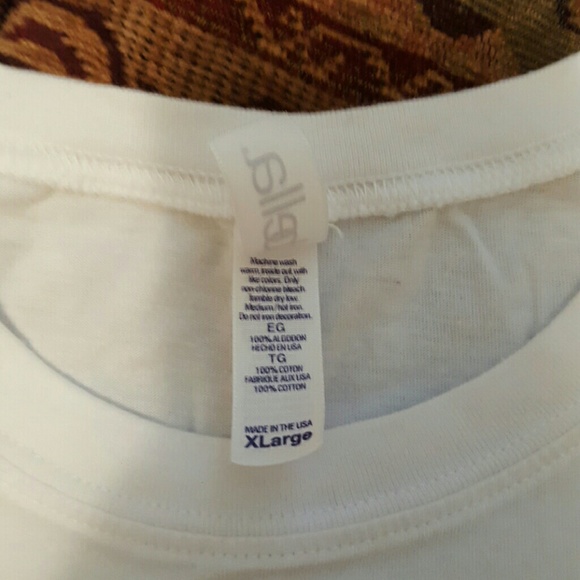 ella.
Machine wash
warm, inside out with
like colors. Only
non-chlorine bleach
tumble dry low.
Medium / hot iron.
Do not iron decoration.
EG
100% ALGODON
HECHO EN USA
TG
100% COTON
FABRIQUE AUX USA
100% COTTON
MADE IN THE USA
XLarge